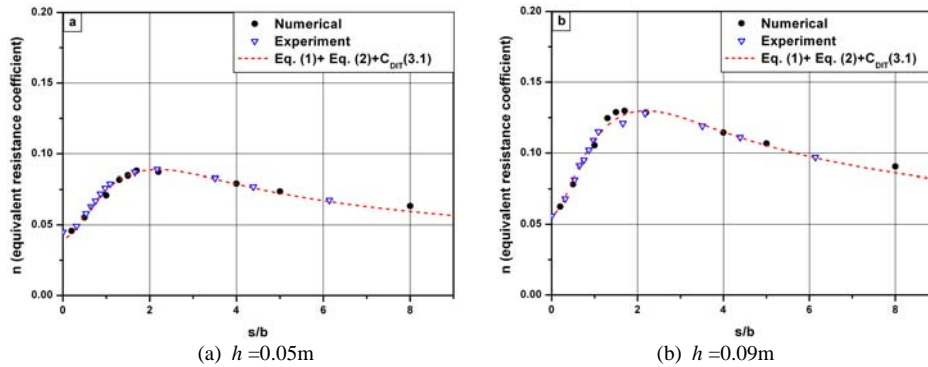 a
Numerical
Experiment
Eq. (1)+ Eq. (2)+C_DIT(3.1)
n (equivalent resistance coefficient)
0.20
0.15
0.10
0.05
0.00
0 2 4 6 8
s/b
(a) h =0.05m
b
Numerical
Experiment
Eq. (1)+ Eq. (2)+C_DIT(3.1)
n (equivalent resistance coefficient)
0.20
0.15
0.10
0.05
0.00
0 2 4 6 8
s/b
(b) h =0.09m